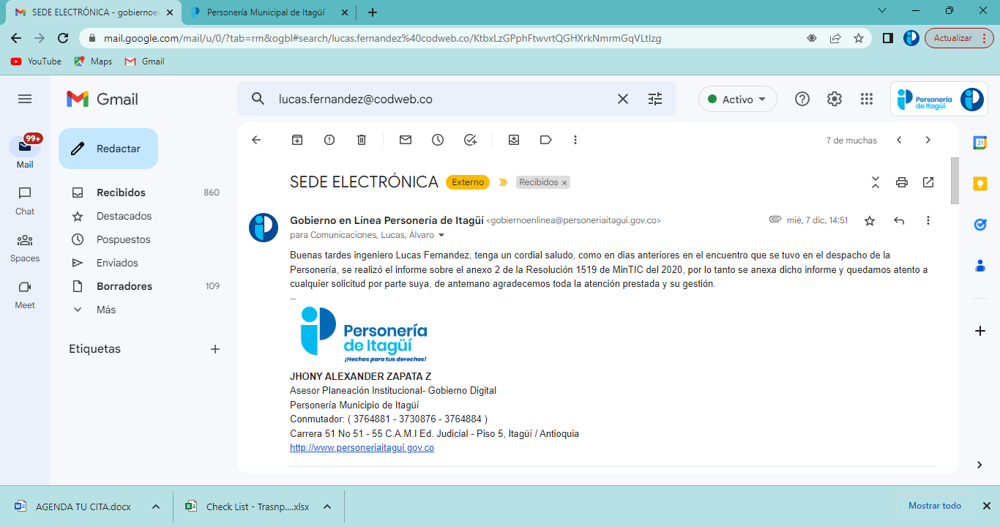 SEDE ELECTRÓNICA - gobiernoen
Personería Municipal de Itagüí
mail.google.com/mail/u/0/?tab=rm&ogbl#search/lucas.fernandez%40codweb.co/KtbxLzGPphFtwvrtQGHXrkNmrmGqVLtlzg
Actualizar
YouTube
Maps
Gmail
Gmail
lucas.fernandez@codweb.co
Activo
Personería
de Itagüí
99+
Mail
Chat
Spaces
Meet
Redactar
Recibidos 860
Destacados
Pospuestos
Enviados
Borradores 109
Más
Etiquetas
7 de muchas
31
SEDE ELECTRÓNICA Externo Recibidos ×
Gobierno en Línea Personería de Itagüí <gobiernoenlinea@personeriaitagui.gov.co> mié, 7 dic, 14:51
para Comunicaciones, Lucas, Álvaro
Buenas tardes ingeniero Lucas Fernandez, tenga un cordial saludo, como en dias anteriores en el encuentro que se tuvo en el despacho de la
Personería, se realizó el informe sobre el anexo 2 de la Resolución 1519 de MinTIC del 2020, por lo tanto se anexa dicho informe y quedamos atento a
cualquier solicitud por parte suya, de antemano agradecemos toda la atención prestada y su gestión.
--
Personería
de Itagüí
¡Hechos para tus derechos!
JHONY ALEXANDER ZAPATA Z
Asesor Planeación Institucional- Gobierno Digital
Personería Municipio de Itagüí
Conmutador: ( 3764881 - 3730876 - 3764884 )
Carrera 51 No 51 - 55 C.A.M.I Ed. Judicial - Piso 5, Itagüí / Antioquia
http://www.personeriaitagui.gov.co
AGENDA TU CITA.docx
Check List - Trasnp....xlsx
Mostrar todo